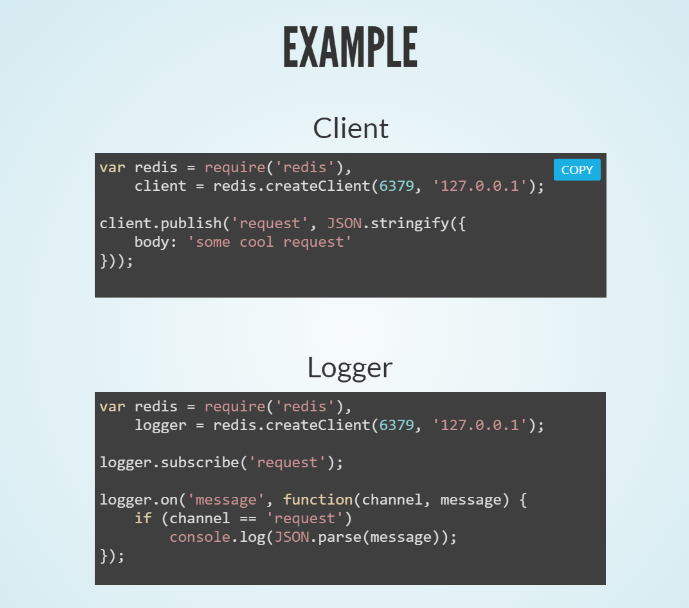 EXAMPLE
Client
var redis = require('redis'),
    client = redis.createClient(6379, '127.0.0.1');
COPY
client.publish('request', JSON.stringify({
    body: 'some cool request'
}));
Logger
var redis = require('redis'),
    logger = redis.createClient(6379, '127.0.0.1');
logger.subscribe('request');
logger.on('message', function(channel, message) {
    if (channel == 'request')
        console.log(JSON.parse(message));
});